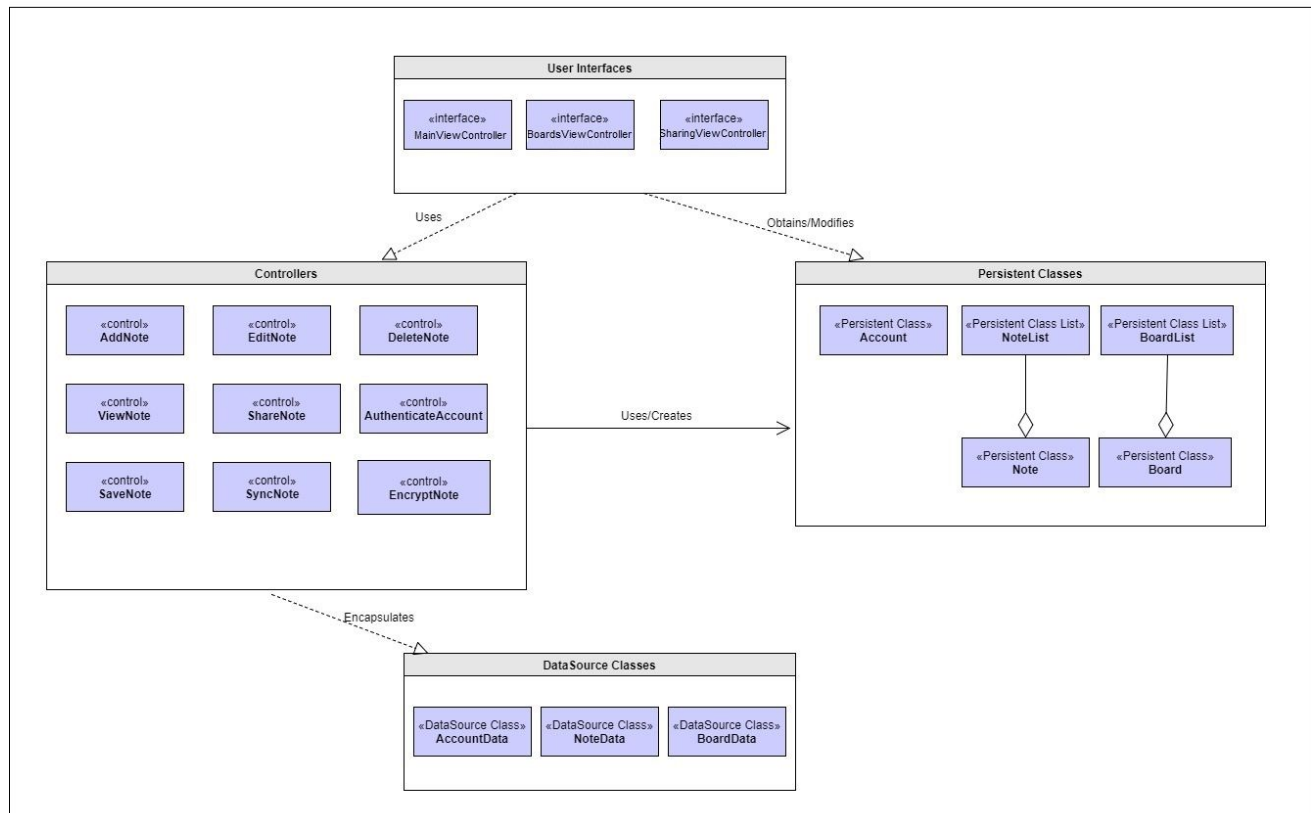 User Interfaces
«interface»
MainViewController
«interface»
BoardsViewController
«interface»
SharingViewController
Uses
Obtains/Modifies
Controllers
«control»
AddNote
«control»
EditNote
«control»
DeleteNote
«control»
ViewNote
«control»
ShareNote
«control»
AuthenticateAccount
«control»
SaveNote
«control»
SyncNote
«control»
EncryptNote
Uses/Creates
Persistent Classes
«Persistent Class»
Account
«Persistent Class List»
NoteList
«Persistent Class List»
BoardList
«Persistent Class»
Note
«Persistent Class»
Board
Encapsulates
DataSource Classes
«DataSource Class»
AccountData
«DataSource Class»
NoteData
«DataSource Class»
BoardData